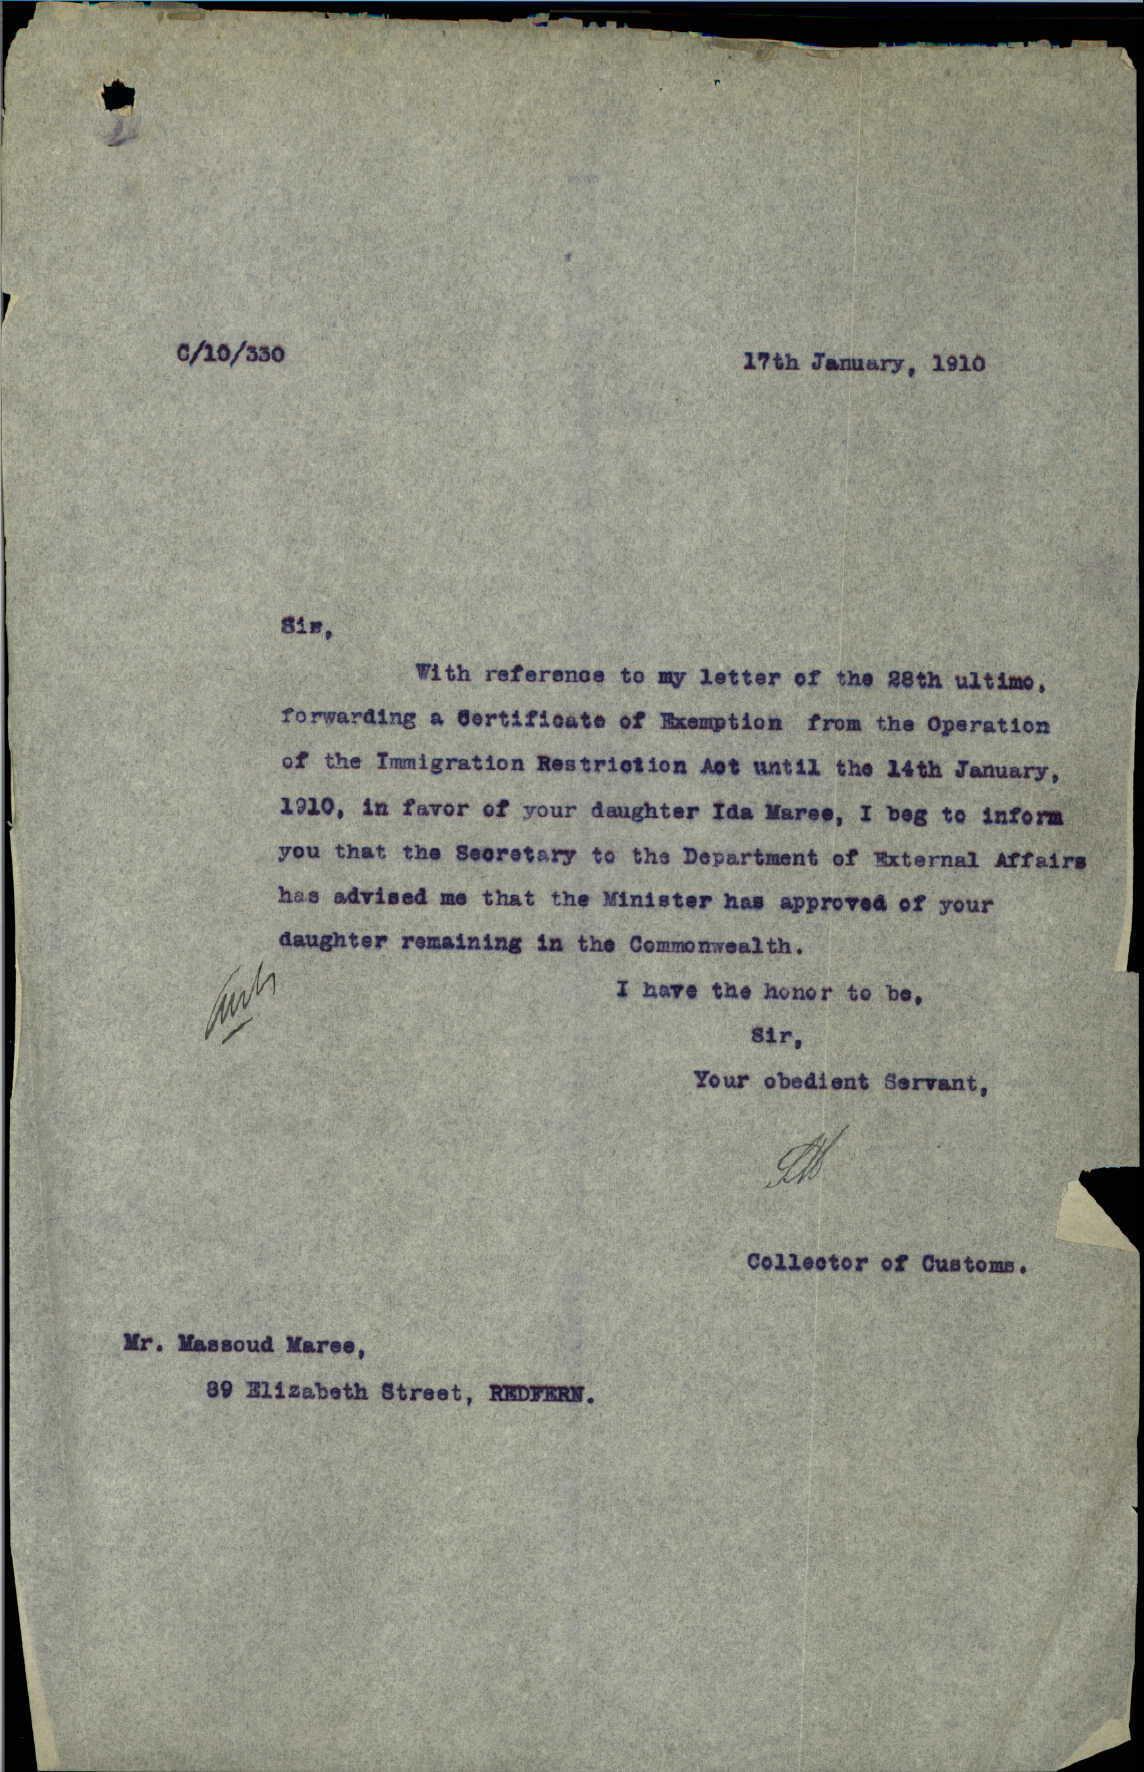 C/10/330
17th January, 1910
Sir,
With reference to my letter of the 28th ultimo,
forwarding a Certificate of Exemption from the Operation
of the Immigration Restriction Act until the 14th January,
1910, in favor of your daughter Ida Maree, I beg to inform
you that the Secretary to the Department of External Affairs
has advised me that the Minister has approved of your
daughter remaining in the Commonwealth.
I have the honor to be,
Sir,
Your obedient Servant,
Collector of Customs.
Mr. Massoud Maree,
89 Elizabeth Street, REDFERN.